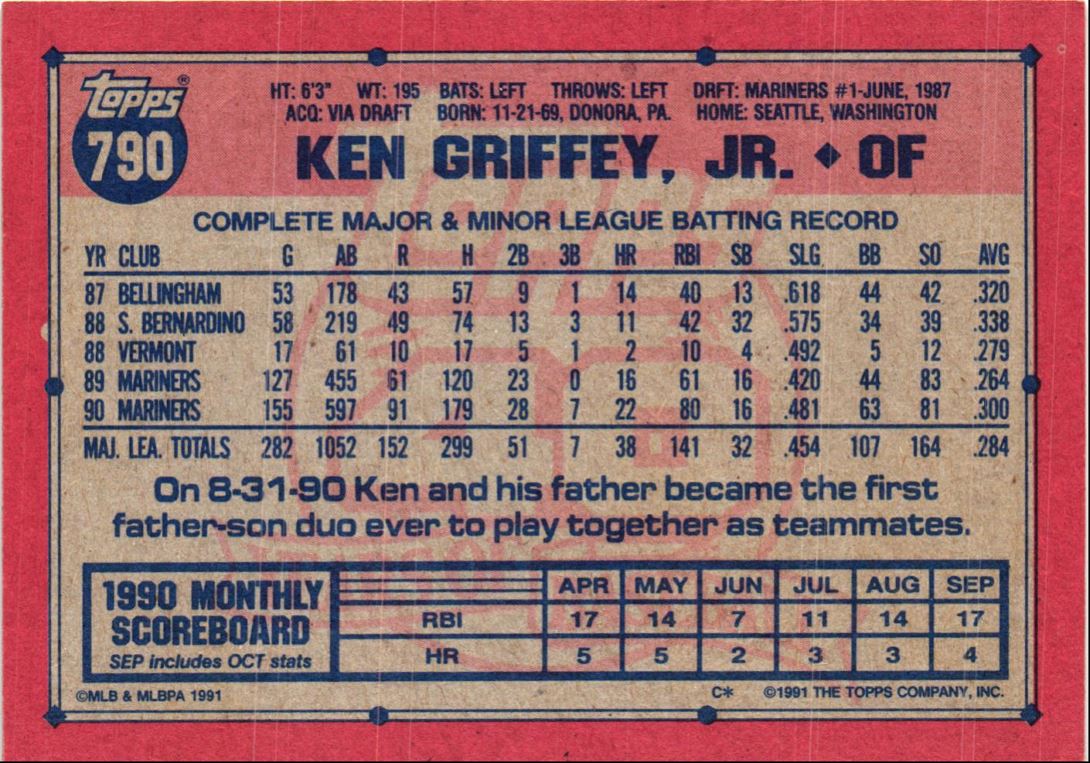 topps®
790
HT: 6'3" WT: 195 BATS: LEFT THROWS: LEFT DRFT: MARINERS #1-JUNE, 1987
ACQ: VIA DRAFT BORN: 11-21-69, DONORA, PA. HOME: SEATTLE, WASHINGTON
KEN GRIFFEY, JR. ◆ OF
COMPLETE MAJOR & MINOR LEAGUE BATTING RECORD
YR CLUB G AB R H 2B 3B HR RBI SB SLG BB SO AVG
87 BELLINGHAM 53 178 43 57 9 1 14 40 13 .618 44 42 .320
88 S. BERNARDINO 58 219 49 74 13 3 11 42 32 .575 34 39 .338
88 VERMONT 17 61 10 17 5 1 2 10 4 .492 5 12 .279
89 MARINERS 127 455 61 120 23 0 16 61 16 .420 44 83 .264
90 MARINERS 155 597 91 179 28 7 22 80 16 .481 63 81 .300
MAJ. LEA. TOTALS 282 1052 152 299 51 7 38 141 32 .454 107 164 .284
On 8-31-90 Ken and his father became the first
father-son duo ever to play together as teammates.
1990 MONTHLY
SCOREBOARD
SEP includes OCT stats
APR MAY JUN JUL AUG SEP
RBI 17 14 7 11 14 17
HR 5 5 2 3 3 4
©MLB & MLBPA 1991 C* ©1991 THE TOPPS COMPANY, INC.